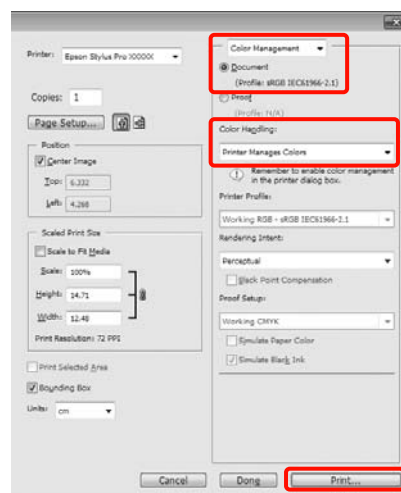 Printer: Epson Stylus Pro XXXXX
Copies: 1
Page Setup...
Position
Center Image
Top: 6.332
Left: 4.268
Scaled Print Size
Scale to Fit Media
Scale: 100%
Height: 14.71
Width: 12.48
Print Resolution: 72 PPI
Print Selected Area
Bounding Box
Units: cm
Color Management
Document
(Profile: sRGB IEC61966-2.1)
Proof
(Profile: N/A)
Color Handling:
Printer Manages Colors
Remember to enable color management
in the printer dialog box.
Printer Profile:
Working RGB - sRGB IEC61966-2.1
Rendering Intent:
Perceptual
Black Point Compensation
Proof Setup:
Working CMYK
Simulate Paper Color
Simulate Black Ink
Cancel
Done
Print...